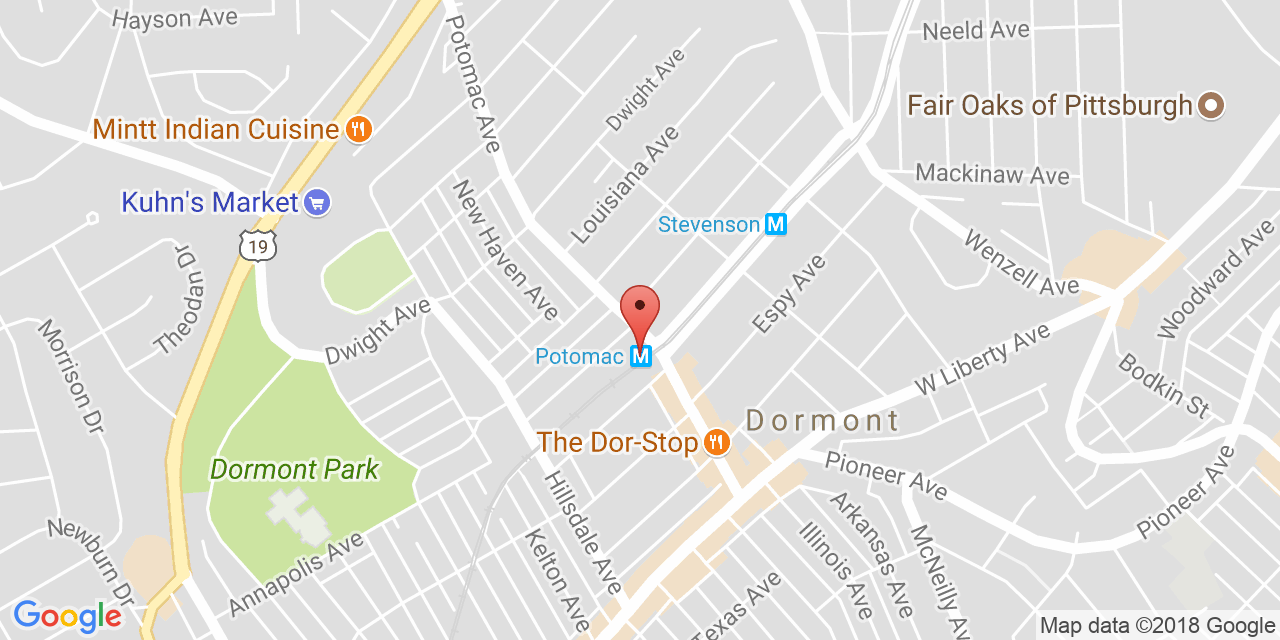 Hayson Ave
Potomac Ave
Dwight Ave
Neeld Ave
Fair Oaks of Pittsburgh
Mintt Indian Cuisine
Louisiana Ave
Mackinaw Ave
Kuhn's Market
New Haven Ave
Stevenson M
19
Theodan Dr
Wenzell Ave
Woodward Ave
Espy Ave
Dwight Ave
Morrison Dr
Potomac M
W Liberty Ave
Bodkin St
Dormont
The Dor-Stop
Dormont Park
Pioneer Ave
Pioneer Ave
Hillsdale Ave
Arkansas Ave
Illinois Ave
McNeilly Av
Newburn Dr
Annapolis Ave
Kelton Ave
Texas Ave
Google
Map data ©2018 Google